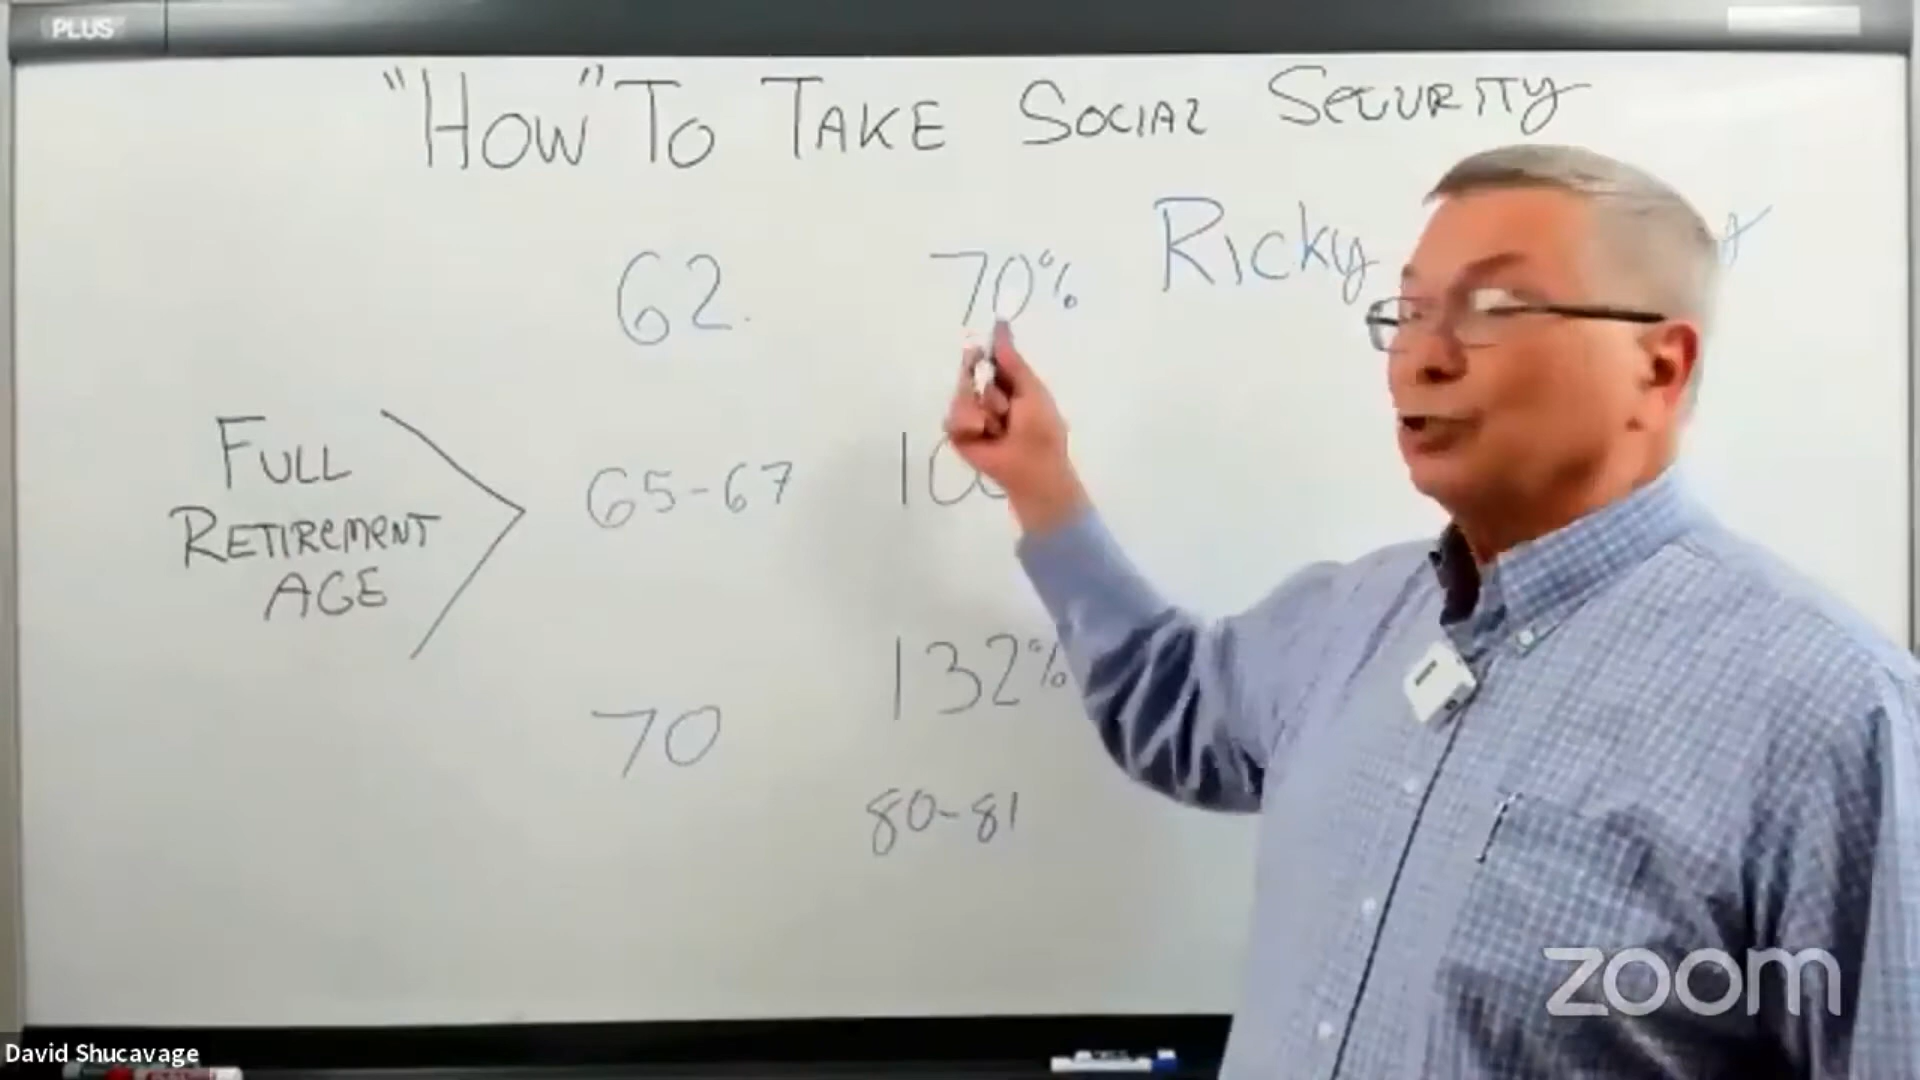 PLUS
"How" To Take Social Security
62. 70% Ricky
Full Retirement Age 65-67
132%
70
80-81
zoom
David Shucavage